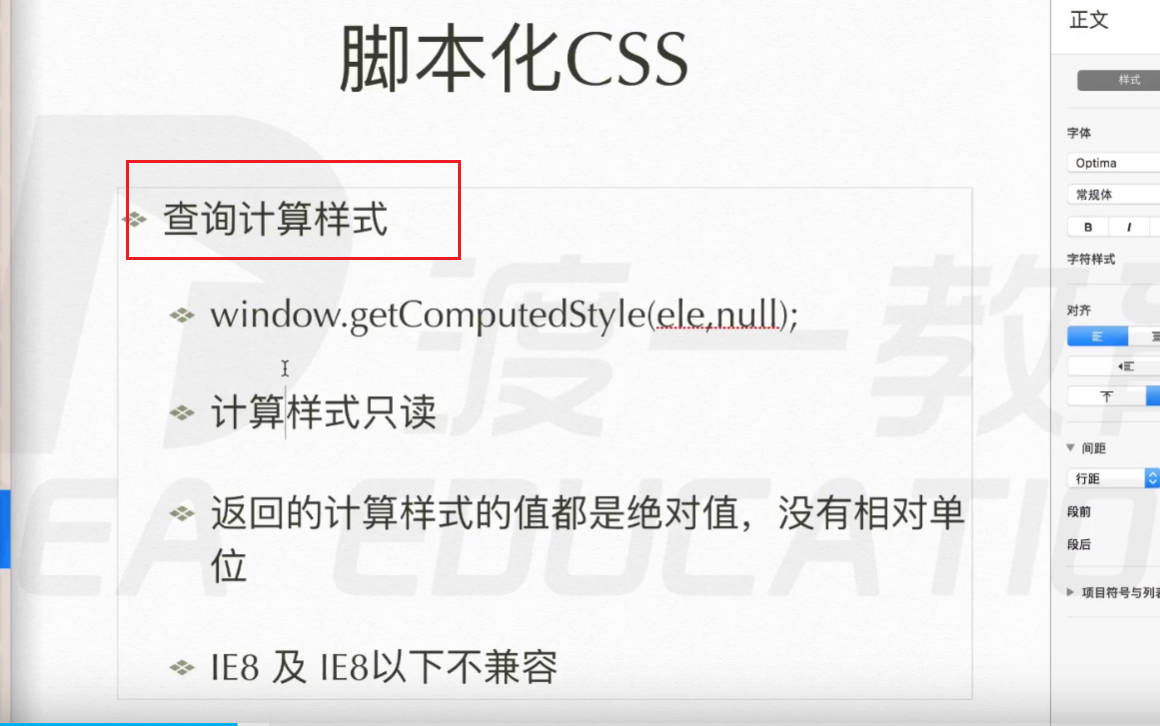 脚本化CSS
查询计算样式
window.getComputedStyle(ele,null);
计算样式只读
返回的计算样式的值都是绝对值，没有相对单
位
IE8 及 IE8以下不兼容
渡一教育
EA EDUCATIO
正文
样式
字体
Optima
常规体
B I
字符样式
对齐
下
间距
行距
段前
段后
项目符号与列表